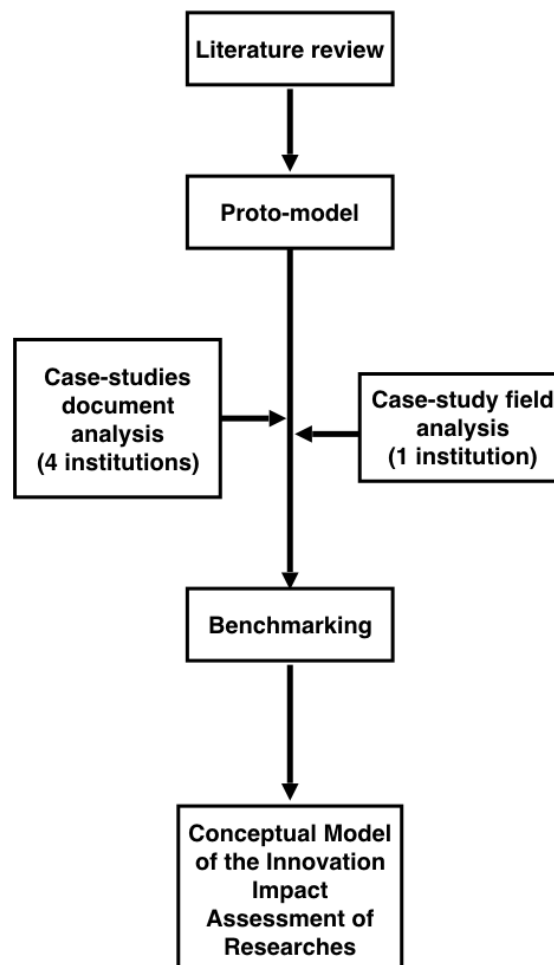 Literature review
Proto-model
Case-studies
document
analysis
(4 institutions)
Case-study field
analysis
(1 institution)
Benchmarking
Conceptual Model
of the Innovation
Impact
Assessment of
Researches